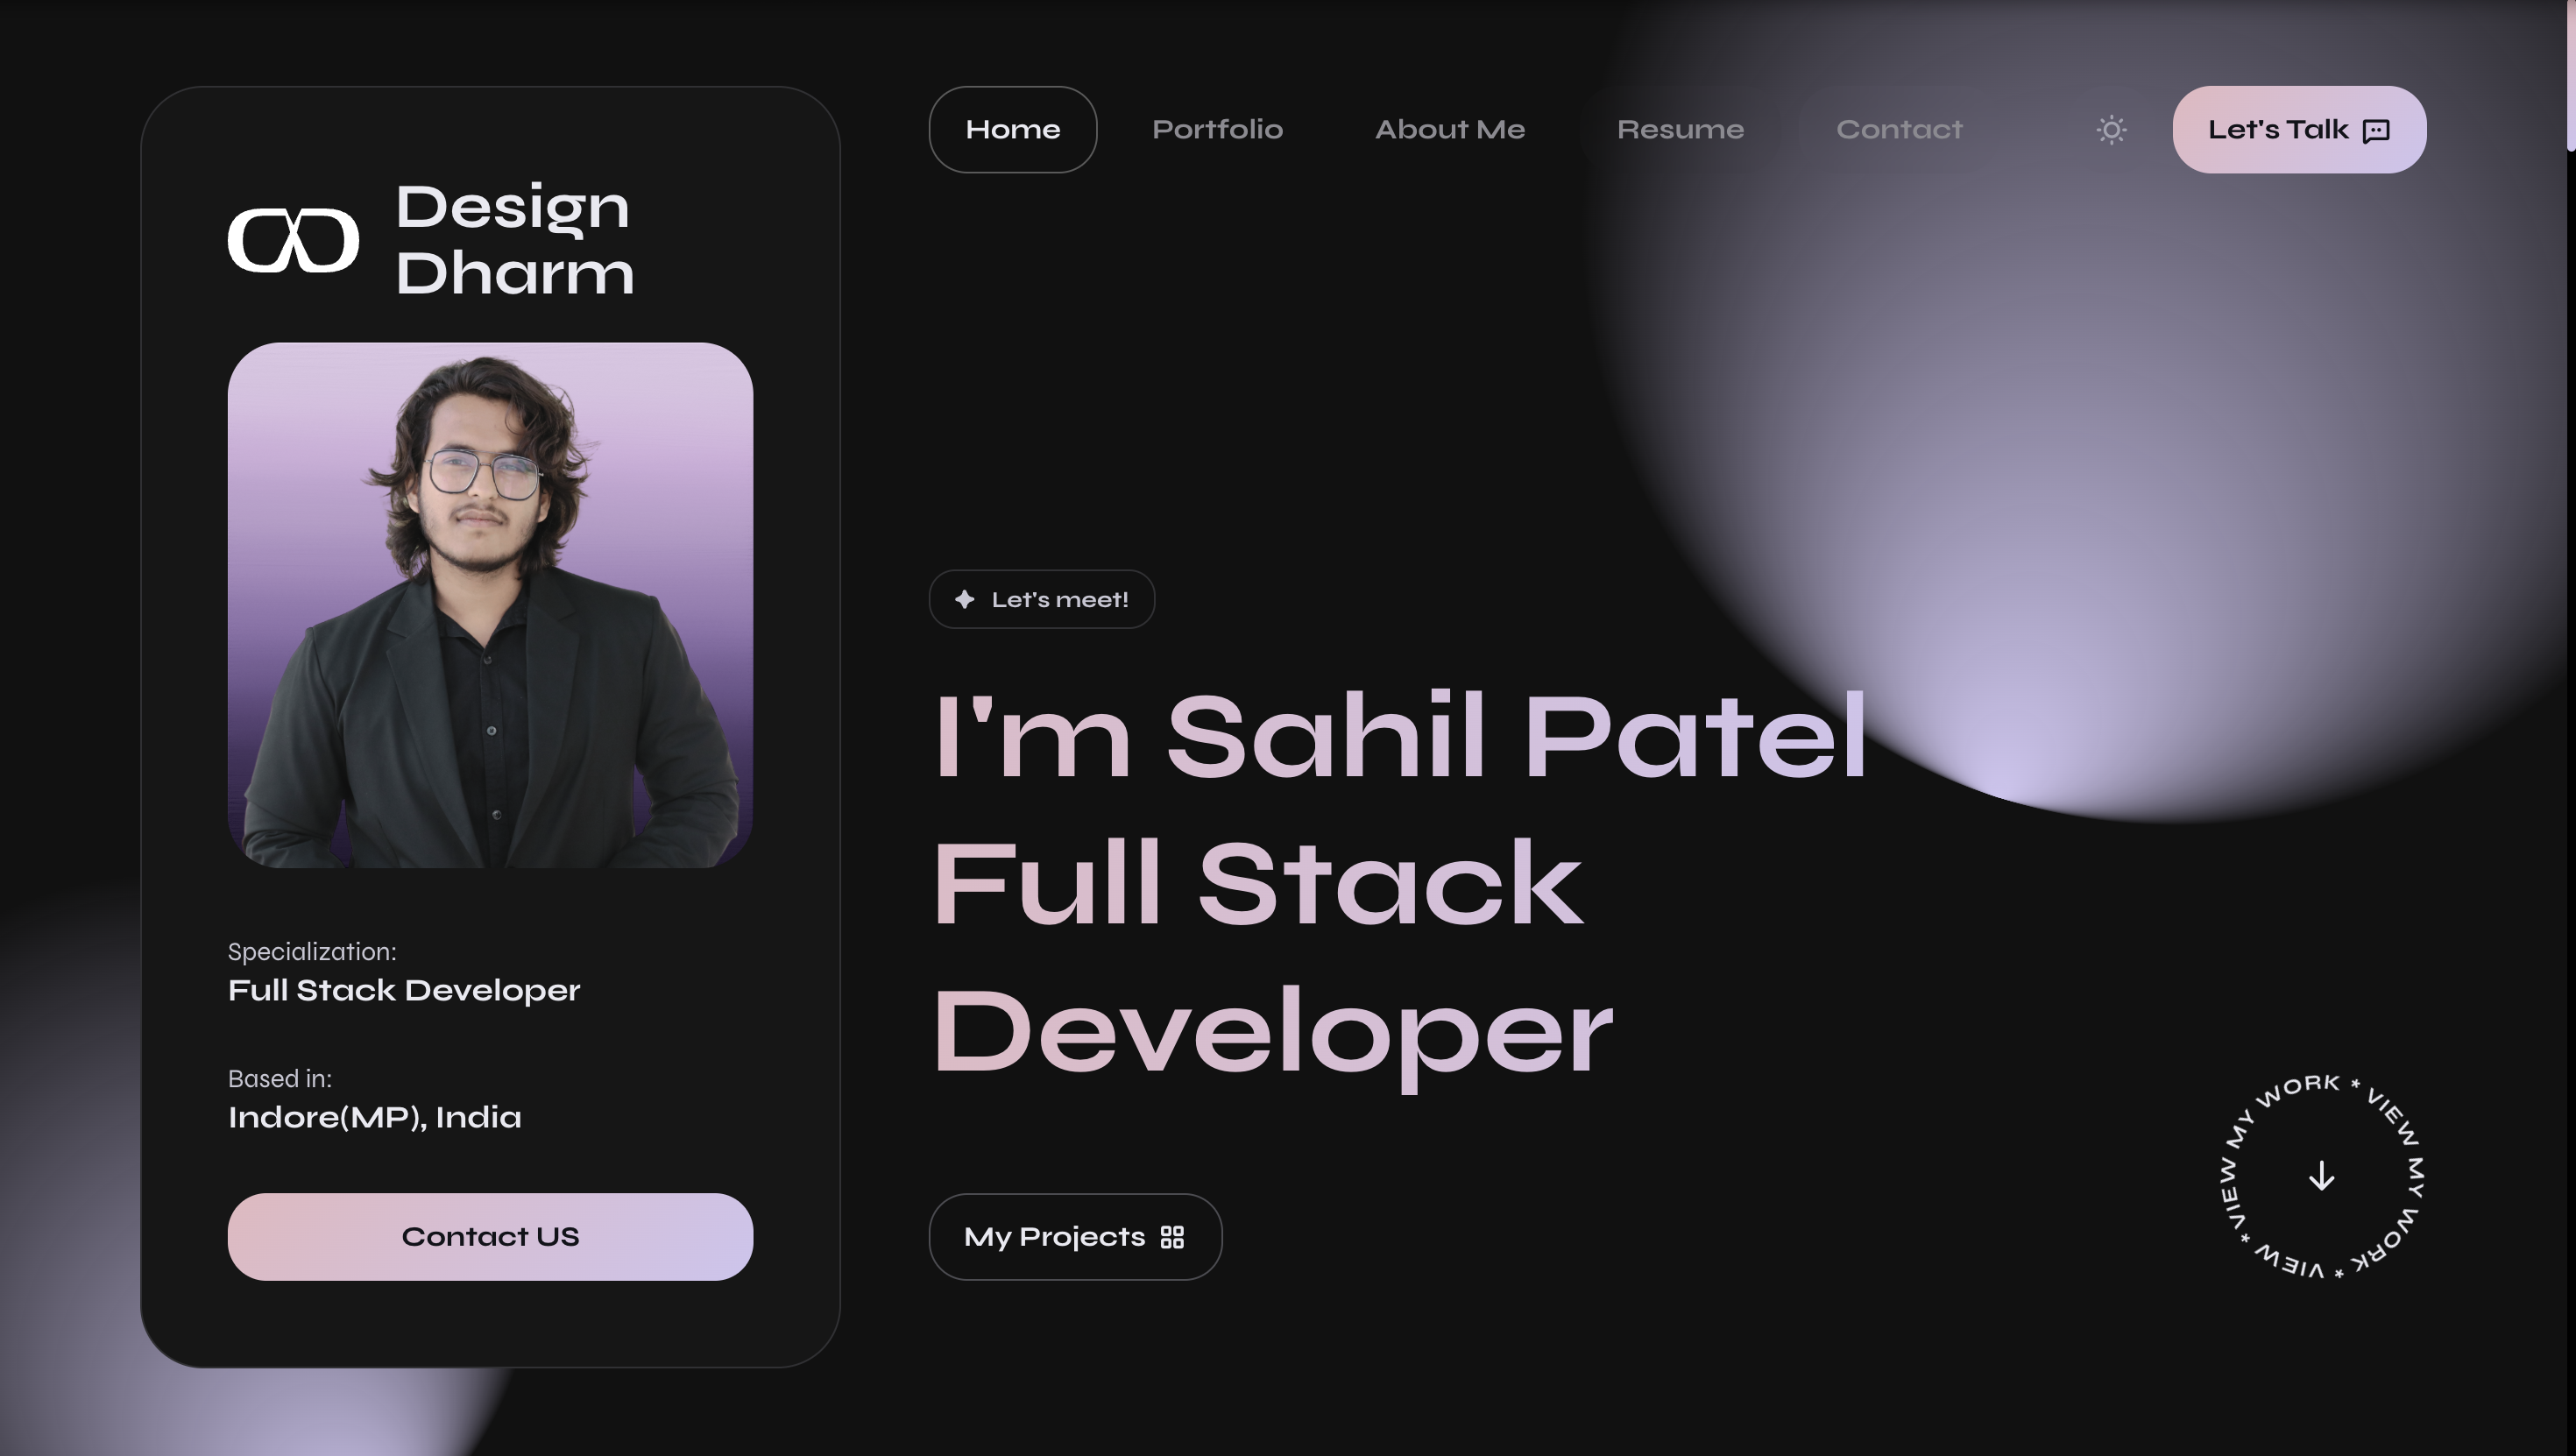 Design
Dharm
Specialization:
Full Stack Developer
Based in:
Indore(MP), India
Contact US
Home
Portfolio
About Me
Resume
Contact
Let's Talk
Let's meet!
I'm Sahil Patel
Full Stack
Developer
My Projects
VIEW MY WORK * VIEW MY WORK * VIEW *